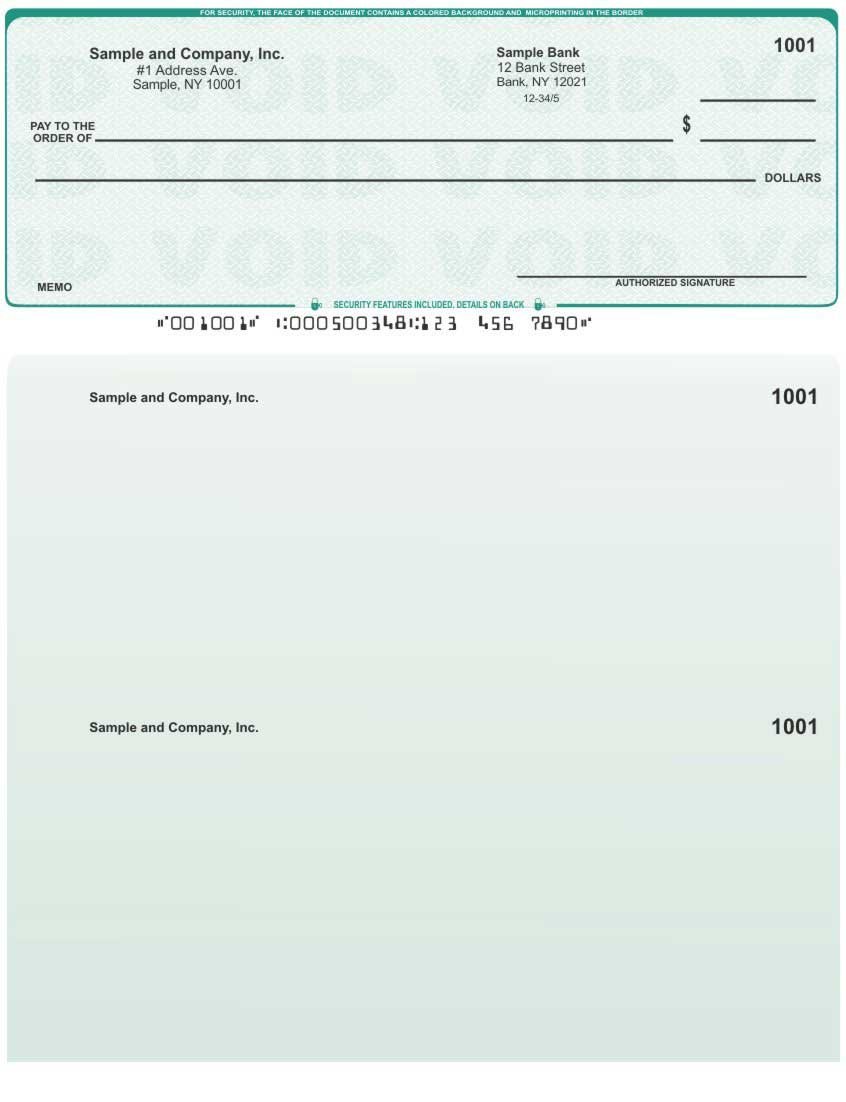 FOR SECURITY, THE FACE OF THE DOCUMENT CONTAINS A COLORED BACKGROUND AND MICROPRINTING IN THE BORDER
Sample and Company, Inc.
#1 Address Ave.
Sample, NY 10001
Sample Bank
12 Bank Street
Bank, NY 12021
12-34/5
1001
PAY TO THE
ORDER OF
$
DOLLARS
VOID VOID VOID
MEMO
AUTHORIZED SIGNATURE
SECURITY FEATURES INCLUDED, DETAILS ON BACK
⑈001001⑈ ⑆000500348⑆123 456 7890⑈
Sample and Company, Inc.
1001
Sample and Company, Inc.
1001